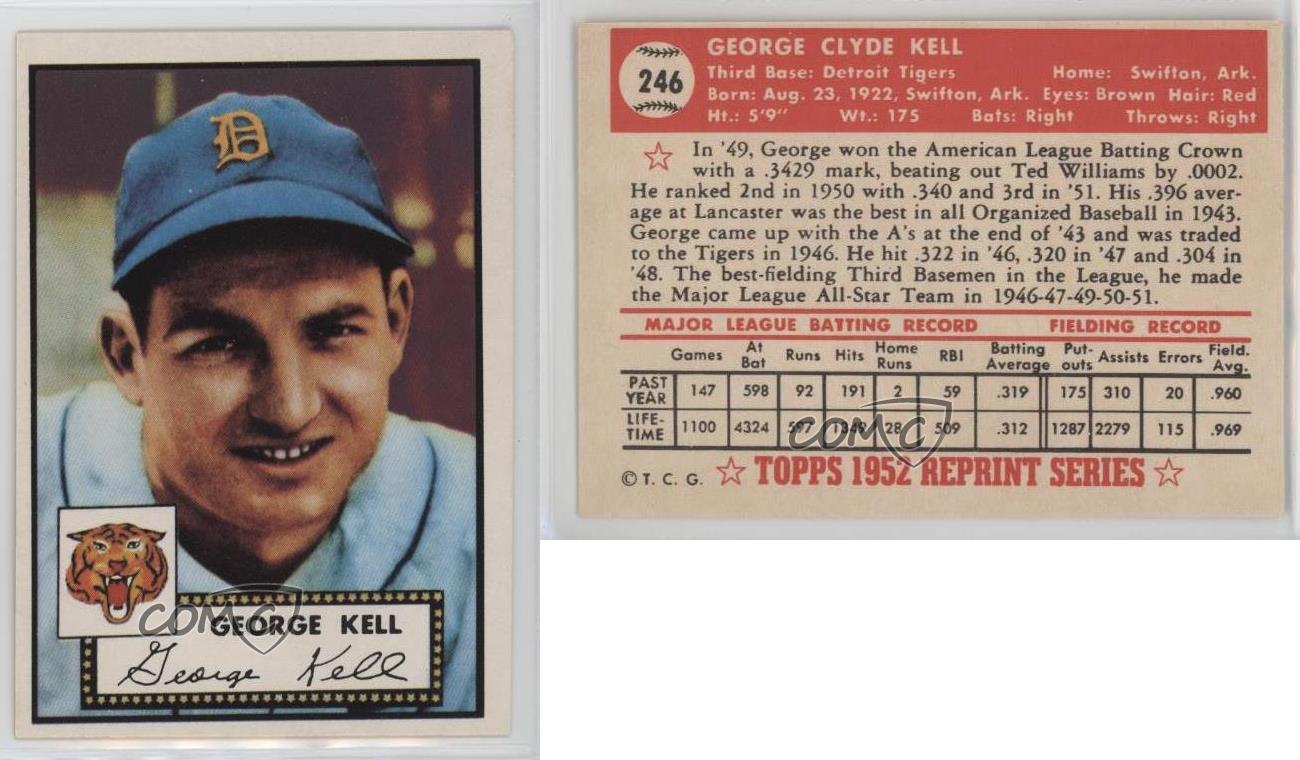 D
GEORGE KELL
George Kell
COMC
246
GEORGE CLYDE KELL
Third Base: Detroit Tigers Home: Swifton, Ark.
Born: Aug. 23, 1922, Swifton, Ark. Eyes: Brown Hair: Red
Ht.: 5'9" Wt.: 175 Bats: Right Throws: Right
In '49, George won the American League Batting Crown
with a .3429 mark, beating out Ted Williams by .0002.
He ranked 2nd in 1950 with .340 and 3rd in '51. His .396 aver-
age at Lancaster was the best in all Organized Baseball in 1943.
George came up with the A's at the end of '43 and was traded
to the Tigers in 1946. He hit .322 in '46, .320 in '47 and .304 in
'48. The best-fielding Third Basemen in the League, he made
the Major League All-Star Team in 1946-47-49-50-51.
MAJOR LEAGUE BATTING RECORD FIELDING RECORD
Games At Bat Runs Hits Home Runs RBI Batting Average Put-outs Assists Errors Field. Avg.
PAST YEAR 147 598 92 191 2 59 .319 175 310 20 .960
LIFE-TIME 1100 4324 597 1349 28 509 .312 1287 2279 115 .969
COMC
© T. C. G. TOPPS 1952 REPRINT SERIES